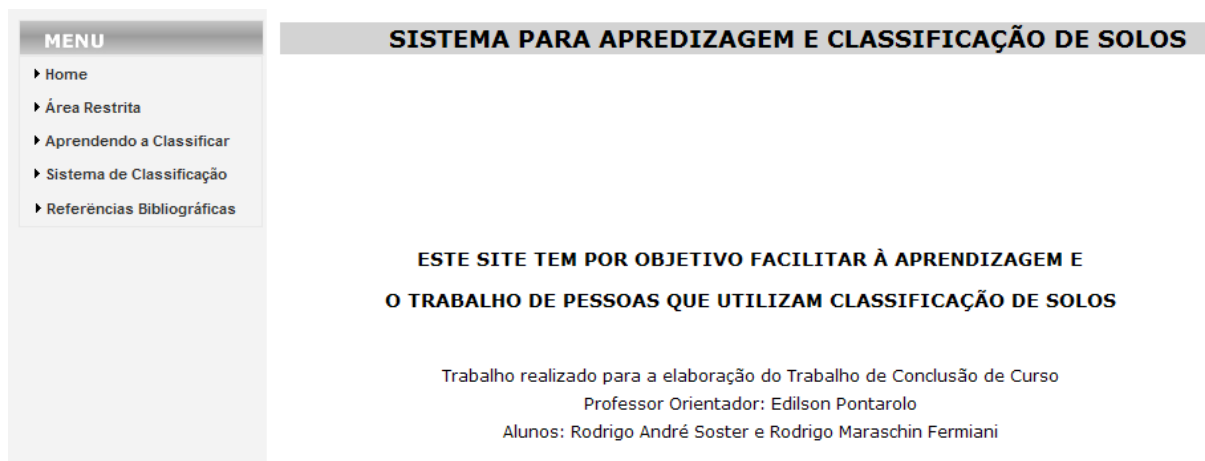 MENU
Home
Área Restrita
Aprendendo a Classificar
Sistema de Classificação
Referências Bibliográficas
SISTEMA PARA APREDIZAGEM E CLASSIFICAÇÃO DE SOLOS
ESTE SITE TEM POR OBJETIVO FACILITAR À APRENDIZAGEM E
O TRABALHO DE PESSOAS QUE UTILIZAM CLASSIFICAÇÃO DE SOLOS
Trabalho realizado para a elaboração do Trabalho de Conclusão de Curso
Professor Orientador: Edilson Pontarolo
Alunos: Rodrigo André Soster e Rodrigo Maraschin Fermiani